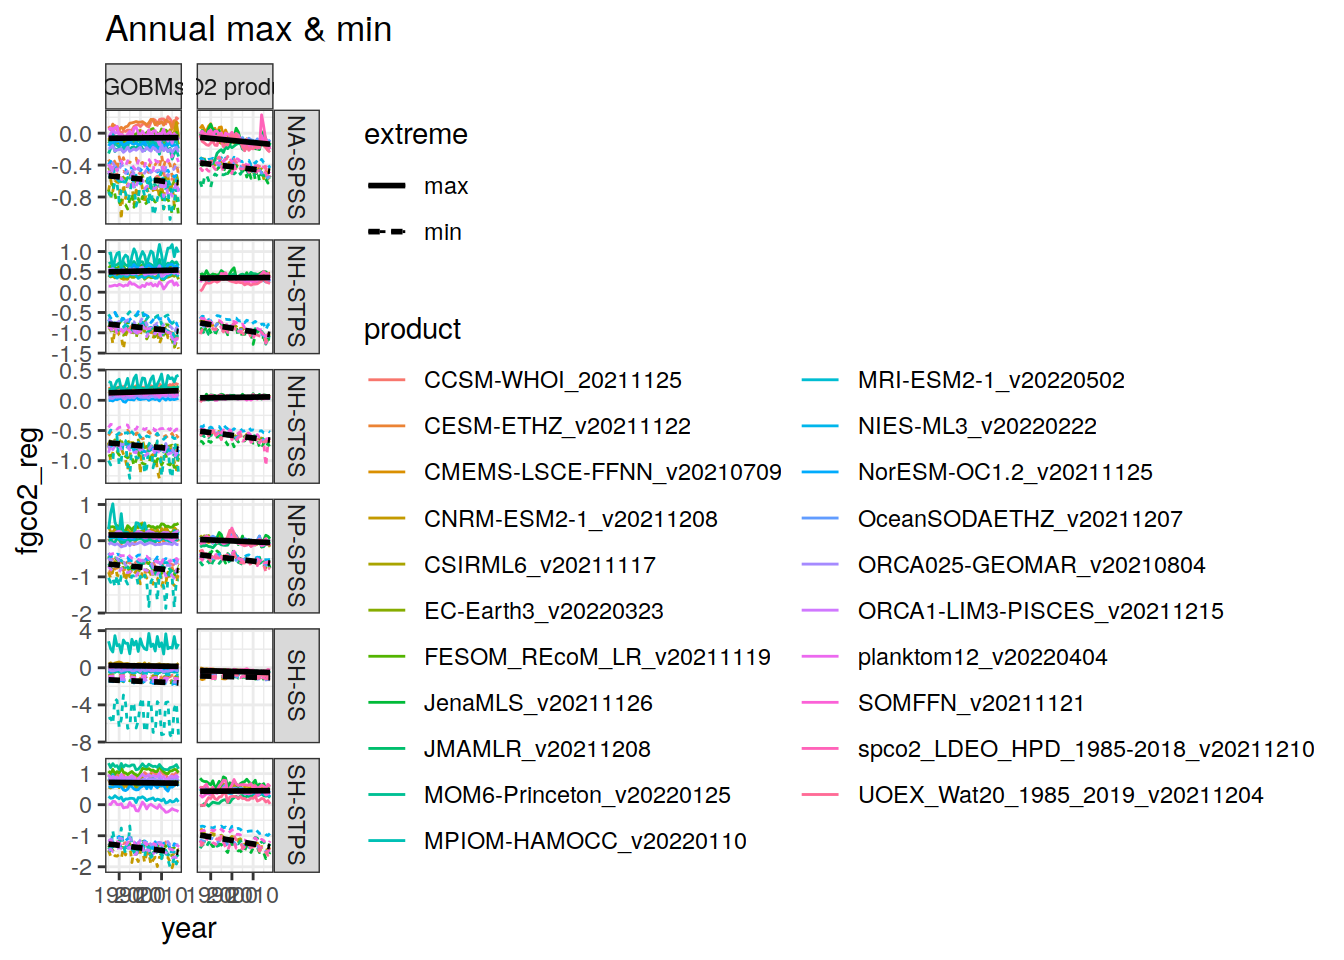 Annual max & min
GOBMs
O2 prod
0.0
-0.4
-0.8
NA-SPSS
1.0
0.5
0.0
-0.5
-1.0
-1.5
NH-STPS
0.5
0.0
-0.5
-1.0
NH-STSS
1
0
-1
-2
NP-SPSS
4
0
-4
-8
SH-SS
1
0
-1
-2
SH-STPS
fgco2_reg
year
extreme
max
min
product
CCSM-WHOI_20211125
CESM-ETHZ_v20211122
CMEMS-LSCE-FFNN_v20210709
CNRM-ESM2-1_v20211208
CSIRML6_v20211117
EC-Earth3_v20220323
FESOM_REcoM_LR_v20211119
JenaMLS_v20211126
JMAMLR_v20211208
MOM6-Princeton_v20220125
MPIOM-HAMOCC_v20220110
MRI-ESM2-1_v20220502
NIES-ML3_v20220222
NorESM-OC1.2_v20211125
OceanSODAETHZ_v20211207
ORCA025-GEOMAR_v20210804
ORCA1-LIM3-PISCES_v20211215
planktom12_v20220404
SOMFFN_v20211121
spco2_LDEO_HPD_1985-2018_v20211210
UOEX_Wat20_1985_2019_v20211204